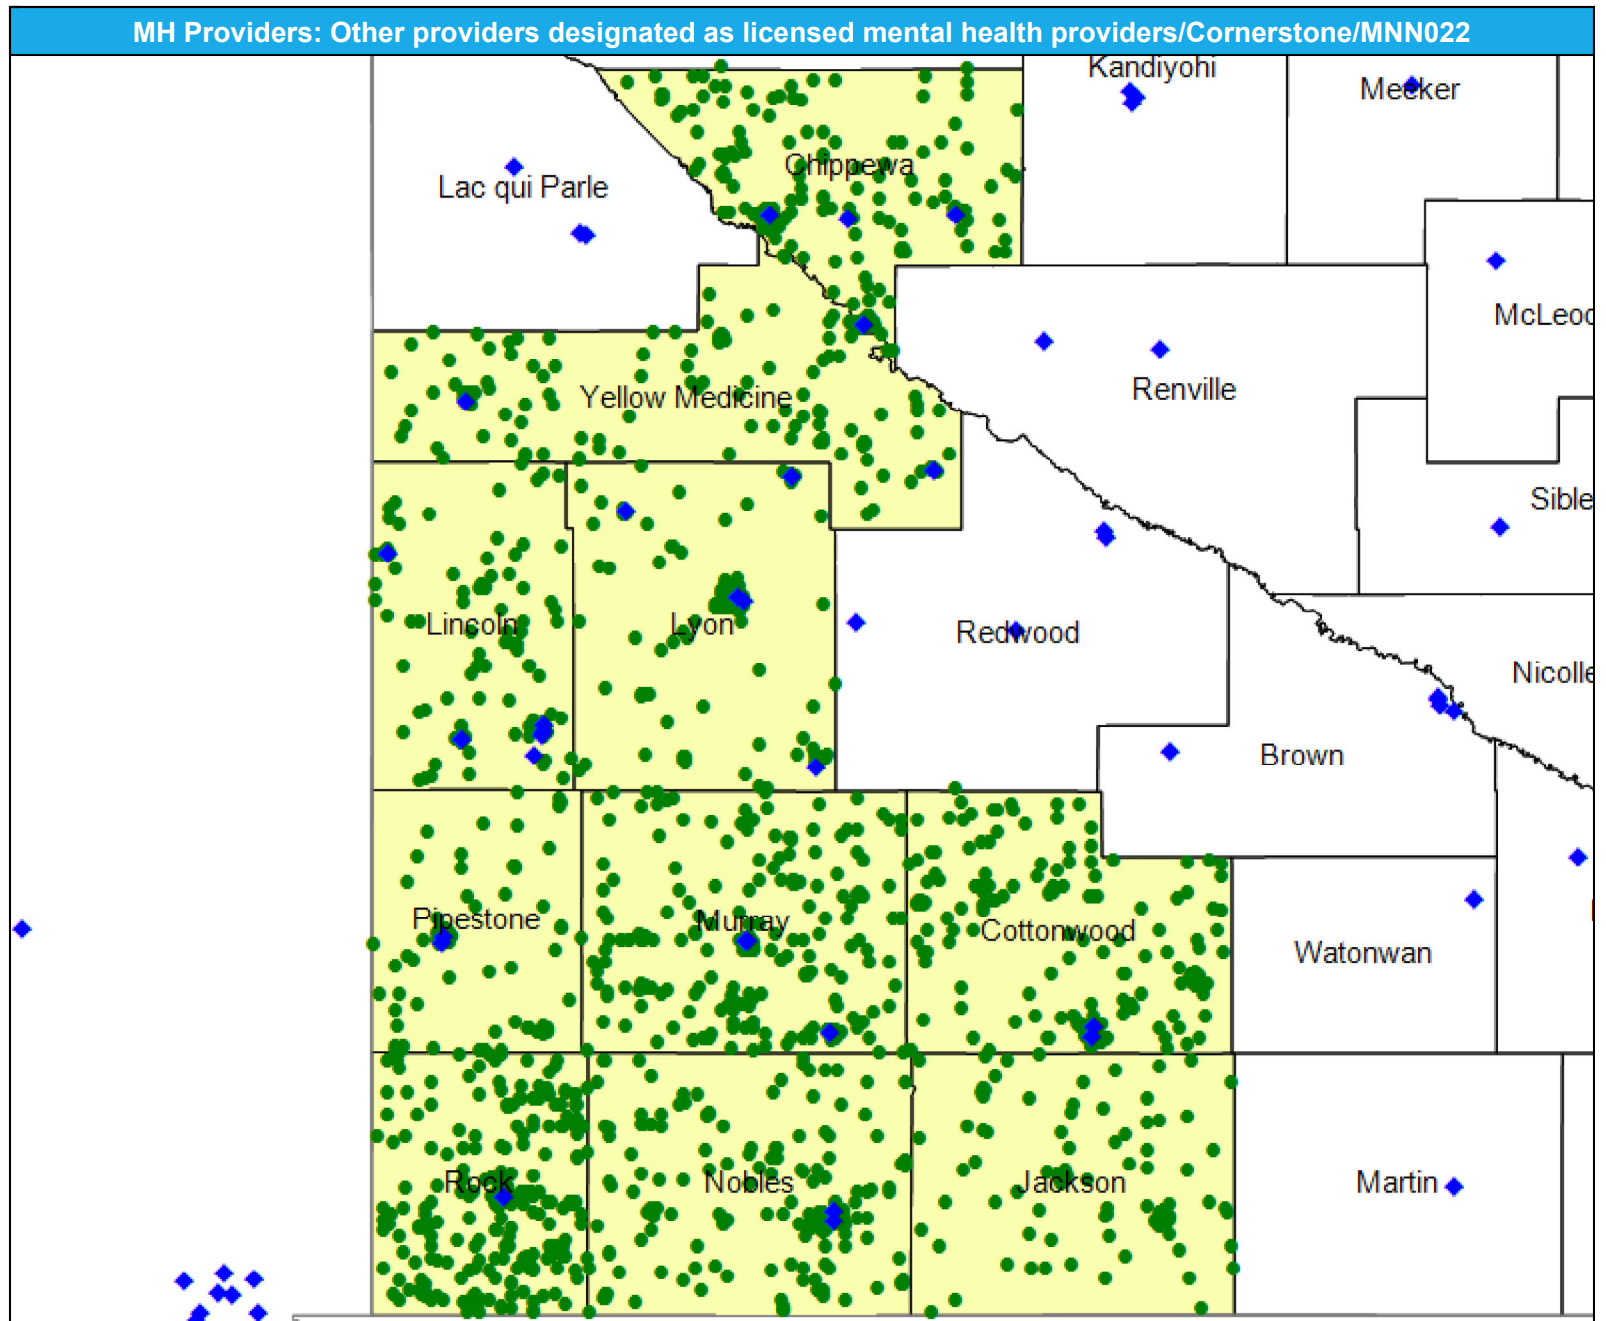 MH Providers: Other providers designated as licensed mental health providers/Cornerstone/MNN022
Kandiyohi
Meeker
Chippewa
Lac qui Parle
McLeod
Renville
Yellow Medicine
Sible
Lincoln
Lyon
Redwood
Nicolle
Brown
Pipestone
Murray
Cottonwood
Watonwan
Rock
Nobles
Jackson
Martin